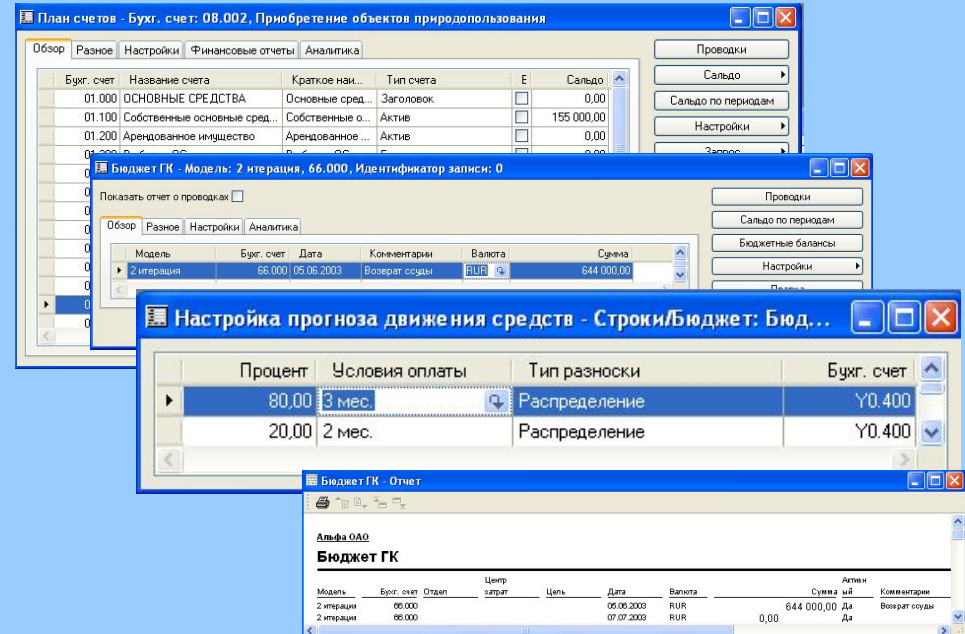 План счетов - Бухг. счет: 08.002, Приобретение объектов природопользования
Обзор Разное Настройки Финансовые отчеты Аналитика
Проводки
Сальдо
Сальдо по периодам
Настройки
Запрос
Бухг. счет Название счета Краткое наи... Тип счета Е Сальдо
01.000 ОСНОВНЫЕ СРЕДСТВА Основные сред... Заголовок 0,00
01.100 Собственные основные сред... Собственные о... Актив 155 000,00
01.200 Арендованное имущество Арендованное ... Актив 0,00
Бюджет ГК - Модель: 2 итерация, 66.000, Идентификатор записи: 0
Показать отчет о проводках
Обзор Разное Настройки Аналитика
Проводки
Сальдо по периодам
Бюджетные балансы
Настройки
Модель Бухг. счет Дата Комментарии Валюта Сумма
2 итерация 66.000 05.06.2003 Возврат ссуды RUR 644 000,00
Настройка прогноза движения средств - Строки/Бюджет: Бюд...
Процент Условия оплаты Тип разноски Бухг. счет
80,00 3 мес. Распределение Y0.400
20,00 2 мес. Распределение Y0.400
Бюджет ГК - Отчет
Альфа ОАО
Бюджет ГК
Модель Бухг. счет Отдел Центр затрат Цель Дата Валюта Сумма Активный Комментарии
2 итерация 66.000 05.06.2003 RUR 644 000,00 Да Возврат ссуды
2 итерация 66.000 07.07.2003 RUR 0,00 Да